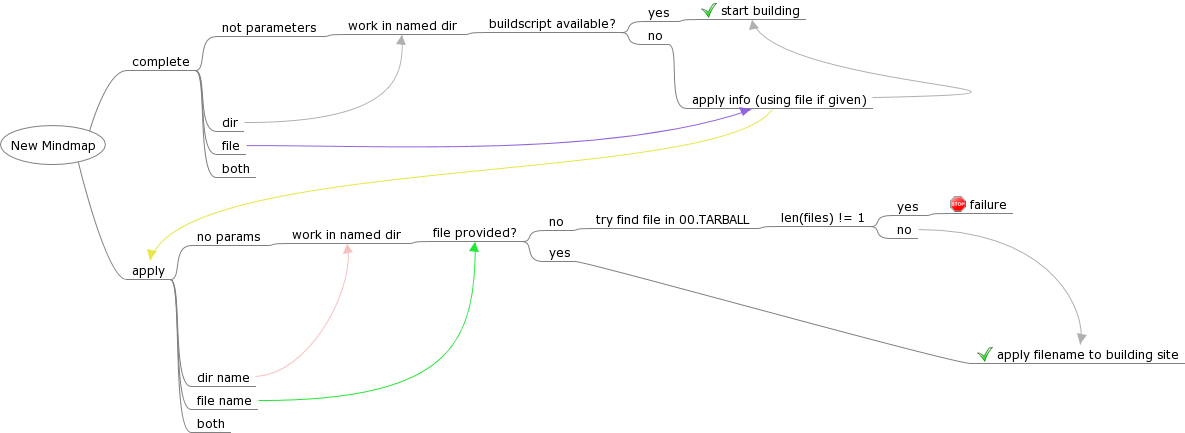 New Mindmap
complete
not parameters
work in named dir
buildscript available?
yes
start building
no
apply info (using file if given)
dir
file
both
apply
no params
work in named dir
file provided?
no
try find file in 00.TARBALL
len(files) != 1
yes
STOP
failure
no
yes
apply filename to building site
dir name
file name
both